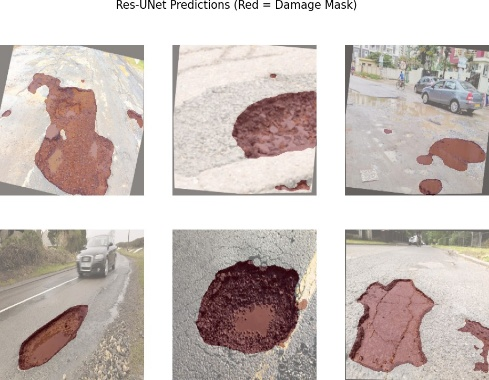 Res-UNet Predictions (Red = Damage Mask)